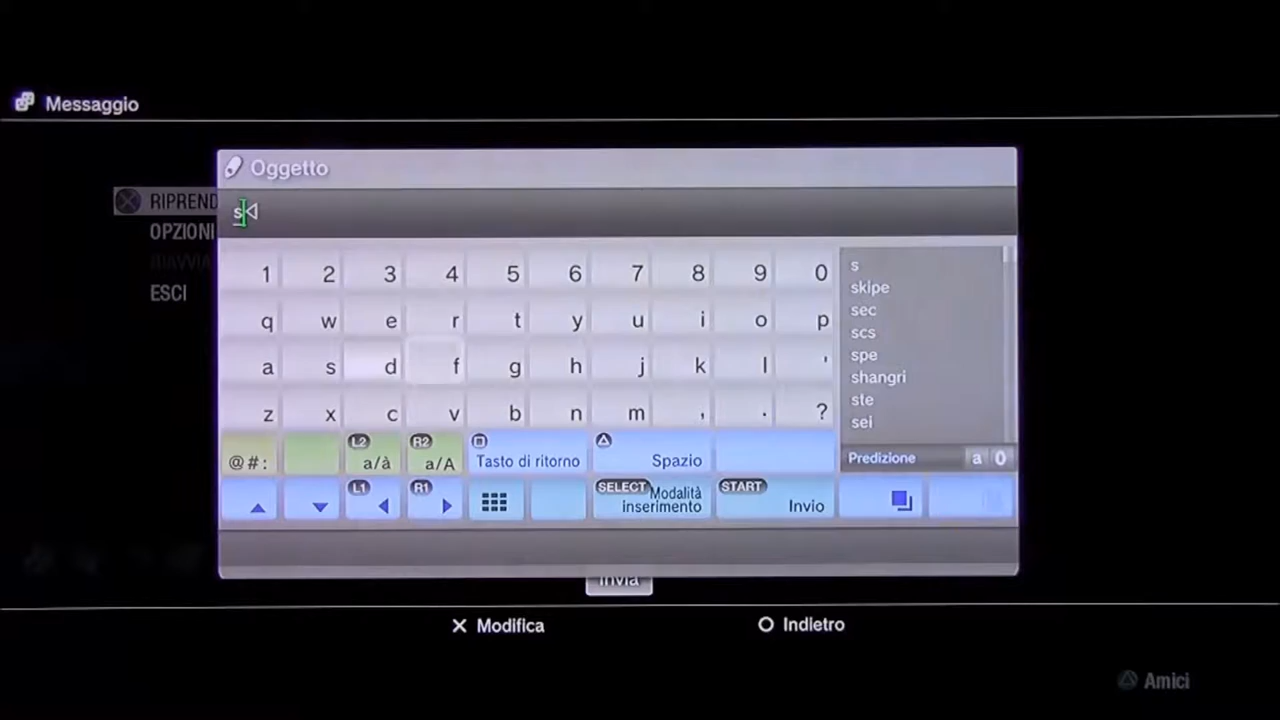 Messaggio
Oggetto
RIPREND
s
OPZIONI
RIAVVIA
ESCI
1 2 3 4 5 6 7 8 9 0
q w e r t y u i o p
a s d f g h j k l '
z x c v b n m , . ?
s
skipe
sec
scs
spe
shangri
ste
sei
@#:
L2 a/à
R2 a/A
Tasto di ritorno
Spazio
Predizione a 0
L1
R1
SELECT Modalità
inserimento
START Invio
Invia
Modifica
Indietro
Amici